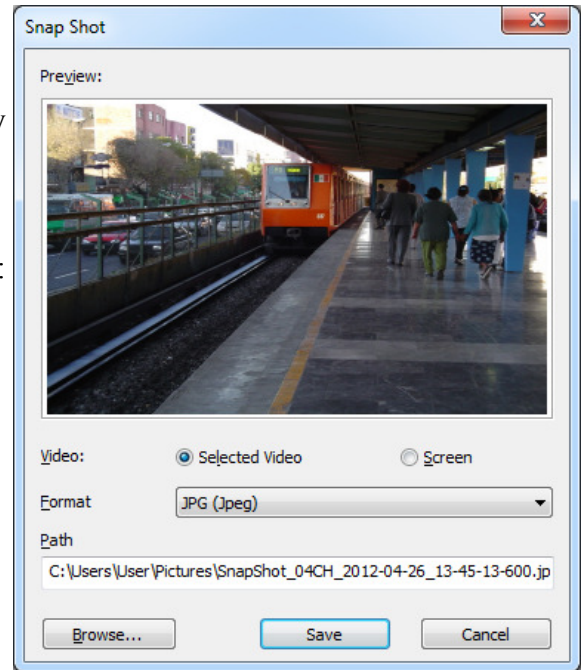 Snap Shot
Preview:
Video:
Selected Video
Screen
Format
JPG (Jpeg)
Path
C:\Users\User\Pictures\SnapShot_04CH_2012-04-26_13-45-13-600.jp
Browse...
Save
Cancel